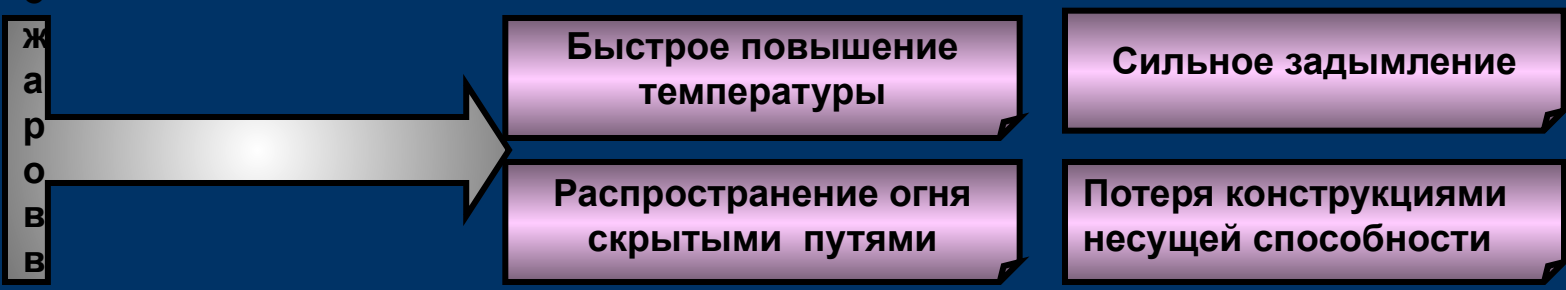 ж
а
р
о
в
в
Быстрое повышение
температуры
Сильное задымление
Распространение огня
скрытыми путями
Потеря конструкциями
несущей способности